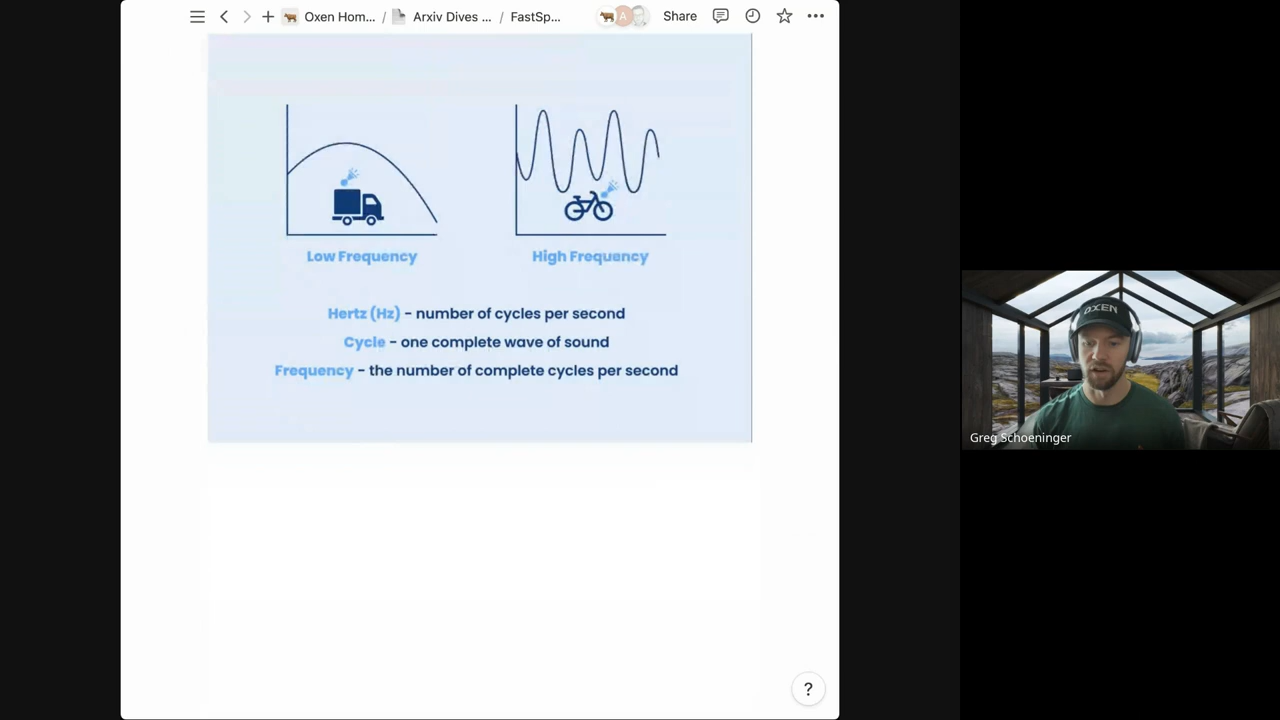 Oxen Hom... / Arxiv Dives ... / FastSp...
A
Share
Low Frequency
High Frequency
Hertz (Hz) - number of cycles per second
Cycle - one complete wave of sound
Frequency - the number of complete cycles per second
?
OXEN
Greg Schoeninger